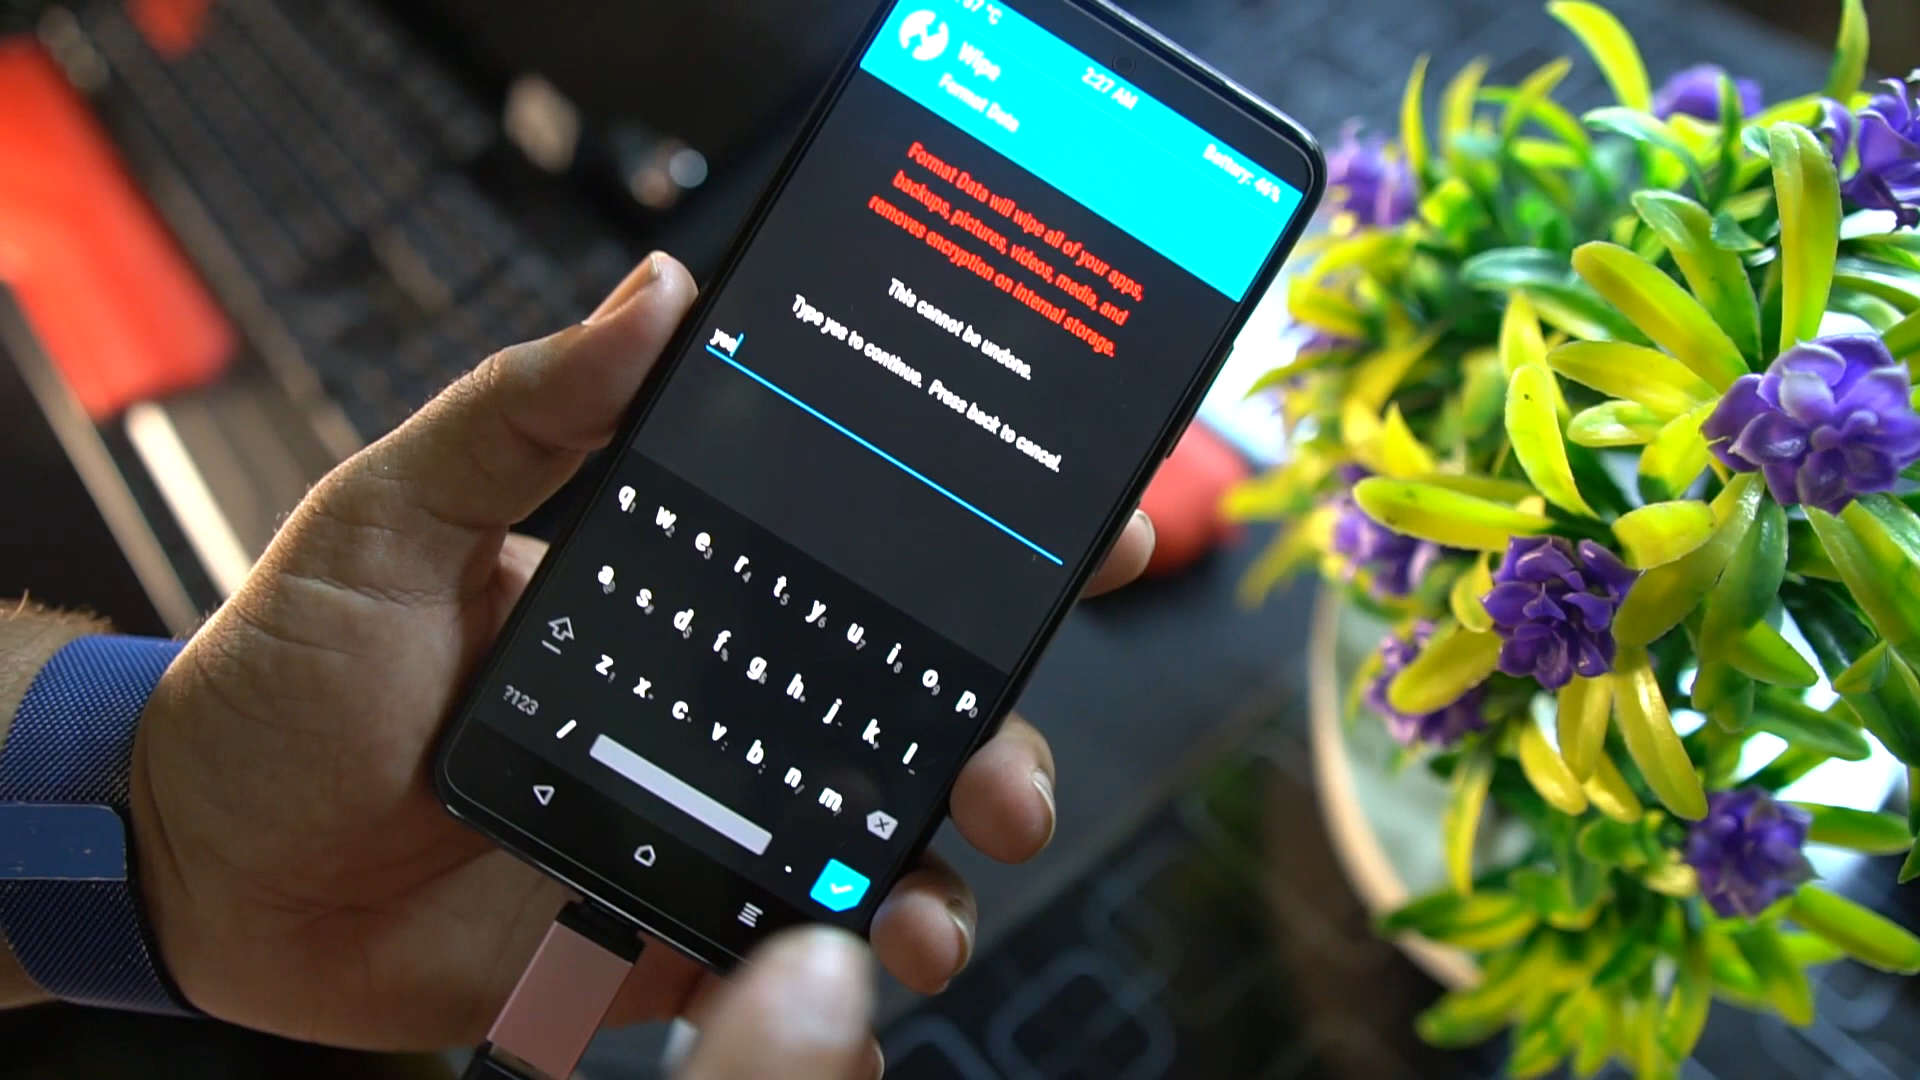 37 °C
2:27 AM
Battery: 46%
Wipe
Format Data
Format Data will wipe all of your apps,
backups, pictures, videos, media, and
removes encryption on internal storage.
This cannot be undone.
Type yes to continue. Press back to cancel.
yes
q w e r t y u i o p
a s d f g h j k l
z x c v b n m
?123 / .